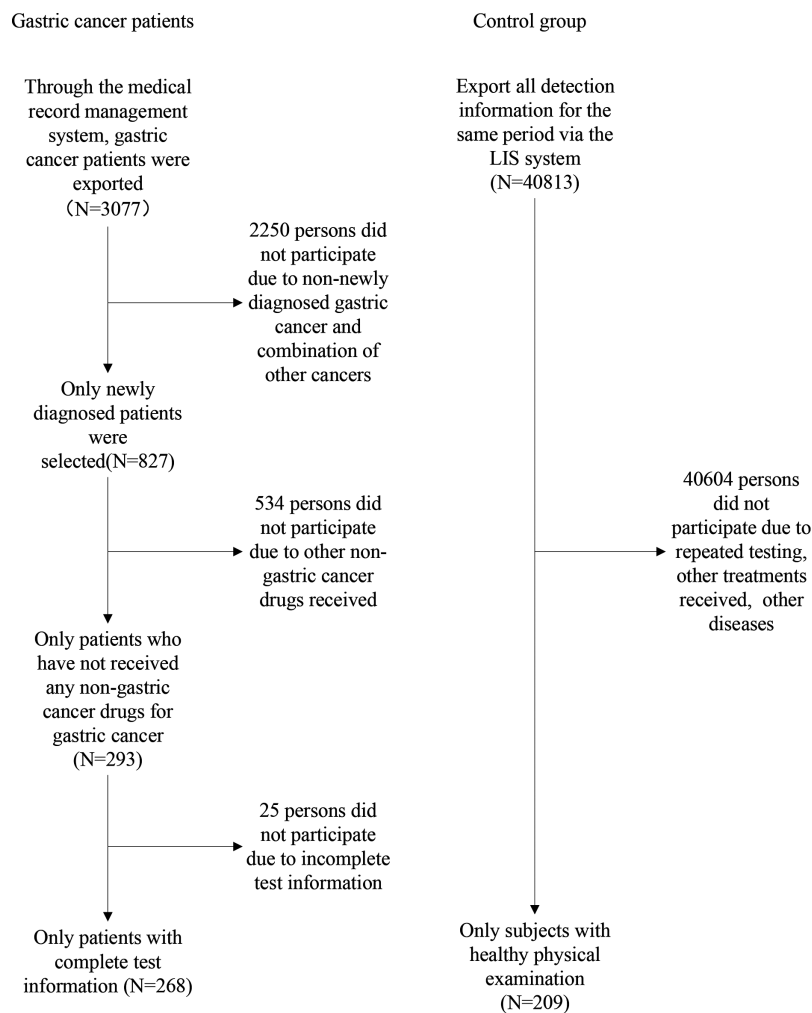 Gastric cancer patients
Through the medical
record management
system, gastric
cancer patients were
exported
（N=3077）
2250 persons did
not participate
due to non-newly
diagnosed gastric
cancer and
combination of
other cancers
Only newly
diagnosed patients
were
selected(N=827)
534 persons did
not participate
due to other non-
gastric cancer
drugs received
Only patients who
have not received
any non-gastric
cancer drugs for
gastric cancer
(N=293)
25 persons did
not participate
due to incomplete
test information
Only patients with
complete test
information (N=268)
Control group
Export all detection
information for the
same period via the
LIS system
(N=40813)
40604 persons
did not
participate due to
repeated testing,
other treatments
received, other
diseases
Only subjects with
healthy physical
examination
(N=209)